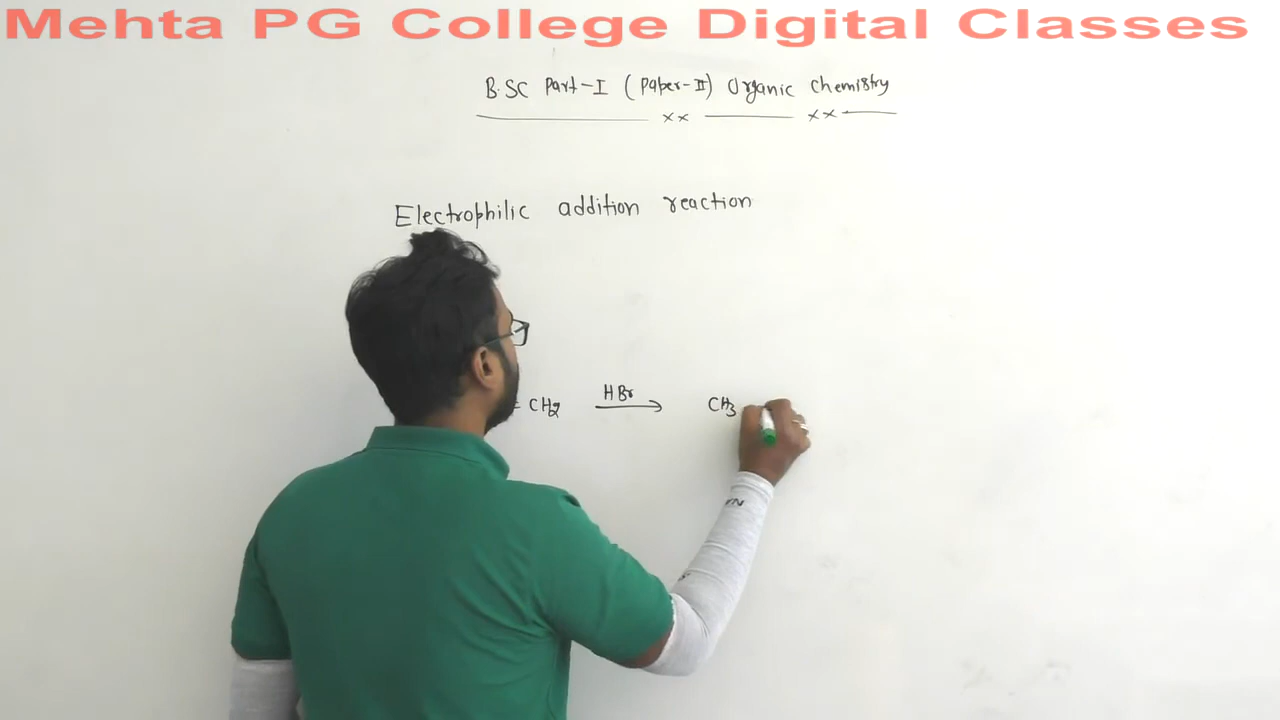 Mehta PG College Digital Classes
B.SC Part-I (Paper-II) Organic Chemistry
xx xx
Electrophilic addition reaction
= CH2 HBr → CH3